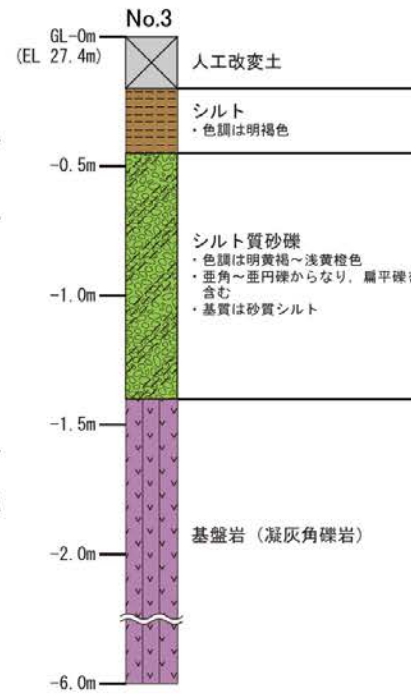 No.3
GL-0m
(EL 27.4m)
人工改変土
シルト
・色調は明褐色
-0.5m
シルト質砂礫
・色調は明黄褐～浅黄橙色
・亜角～亜円礫からなり，扁平礫を
含む
・基質は砂質シルト
-1.0m
-1.5m
基盤岩（凝灰角礫岩）
-2.0m
-6.0m